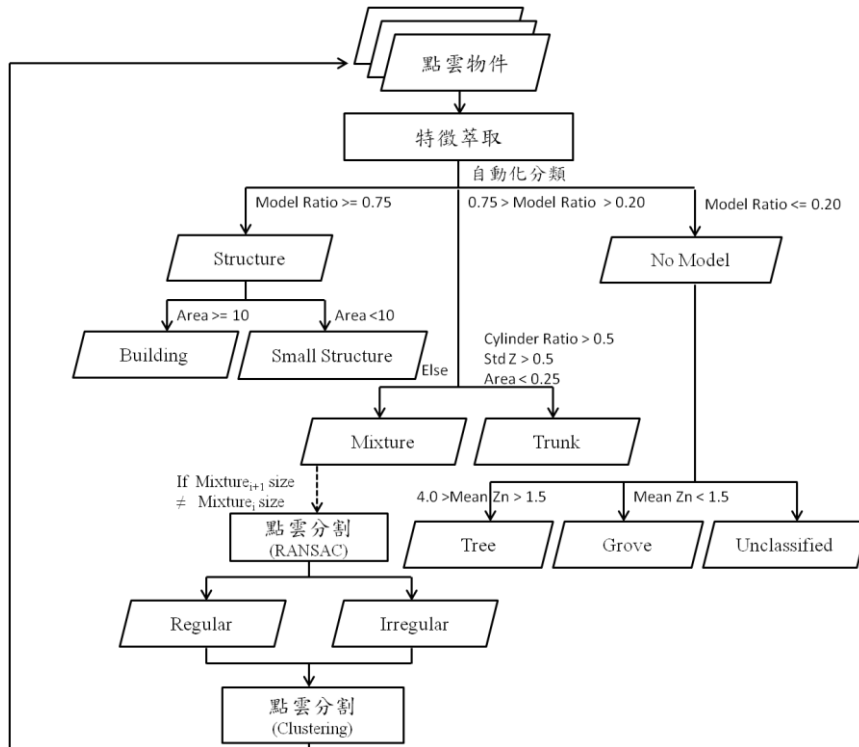 點雲物件
特徵萃取
自動化分類
Model Ratio >= 0.75
0.75 > Model Ratio > 0.20
Model Ratio <= 0.20
Structure
No Model
Area >= 10
Area <10
Building
Small Structure
Cylinder Ratio > 0.5
Std Z > 0.5
Area < 0.25
Else
Mixture
Trunk
If Mixtureᵢ₊₁ size
≠ Mixtureᵢ size
點雲分割
(RANSAC)
4.0 >Mean Zn > 1.5
Mean Zn < 1.5
Tree
Grove
Unclassified
Regular
Irregular
點雲分割
(Clustering)